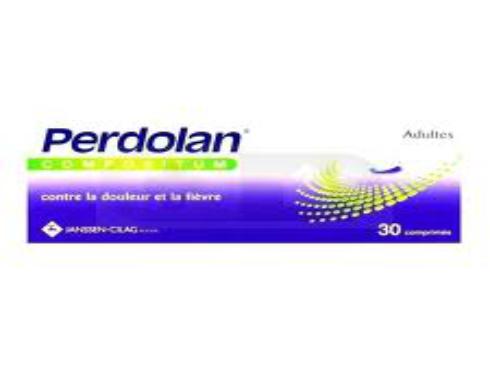 Perdolan®
Adultes
COMPOSITUM
contre la douleur et la fièvre
JANSSEN-CILAG
30 comprimés